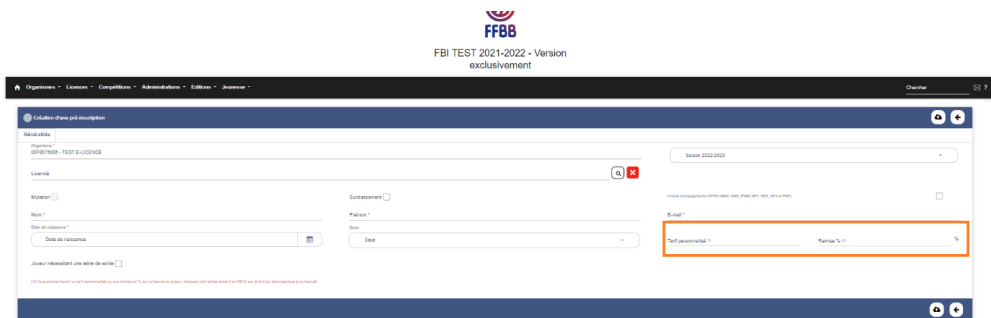 FFBB
FBI TEST 2021-2022 - Version
exclusivement
Organismes Licences Compétitions Administrations Editions Jeunesse Chercher ?
Création d'une pré-inscription
Généralités
Organisme *
TEST E-LICENCE
Saison 2022-2023
Licencié
Mutation
Surclassement
Nom *
Prénom *
E-mail *
Date de naissance *
Sexe
Date de naissance
Sexe
Tarif personnalisé (1)
Remise % (1)
%
Joueur nécessitant une lettre de sortie